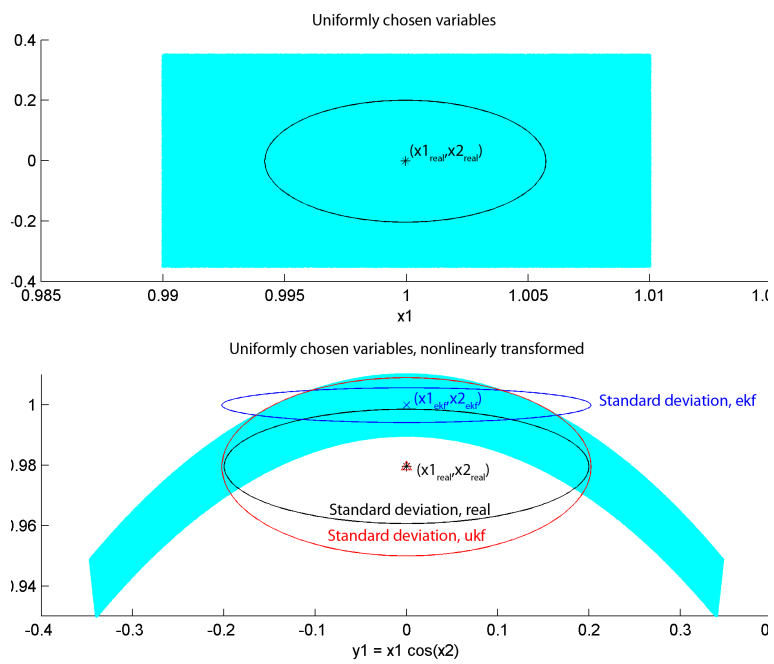 Uniformly chosen variables
0.4
0.2
0
-0.2
-0.4
(x1real,x2real)
0.985 0.99 0.995 1 1.005 1.01
x1
Uniformly chosen variables, nonlinearly transformed
1
0.98
0.96
0.94
(x1ekf,x2ekf)
Standard deviation, ekf
(x1real,x2real)
Standard deviation, real
Standard deviation, ukf
-0.4 -0.3 -0.2 -0.1 0 0.1 0.2 0.3
y1 = x1 cos(x2)